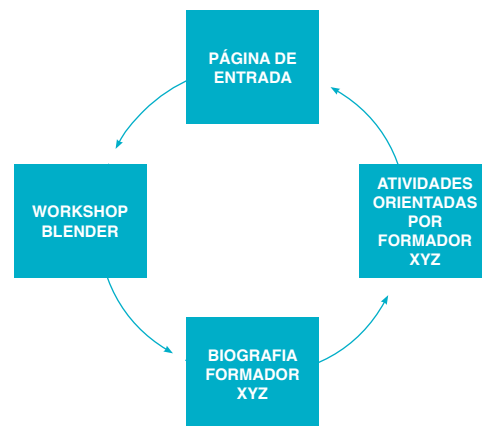 PÁGINA DE
ENTRADA
WORKSHOP
BLENDER
BIOGRAFIA
FORMADOR
XYZ
ATIVIDADES
ORIENTADAS
POR
FORMADOR
XYZ